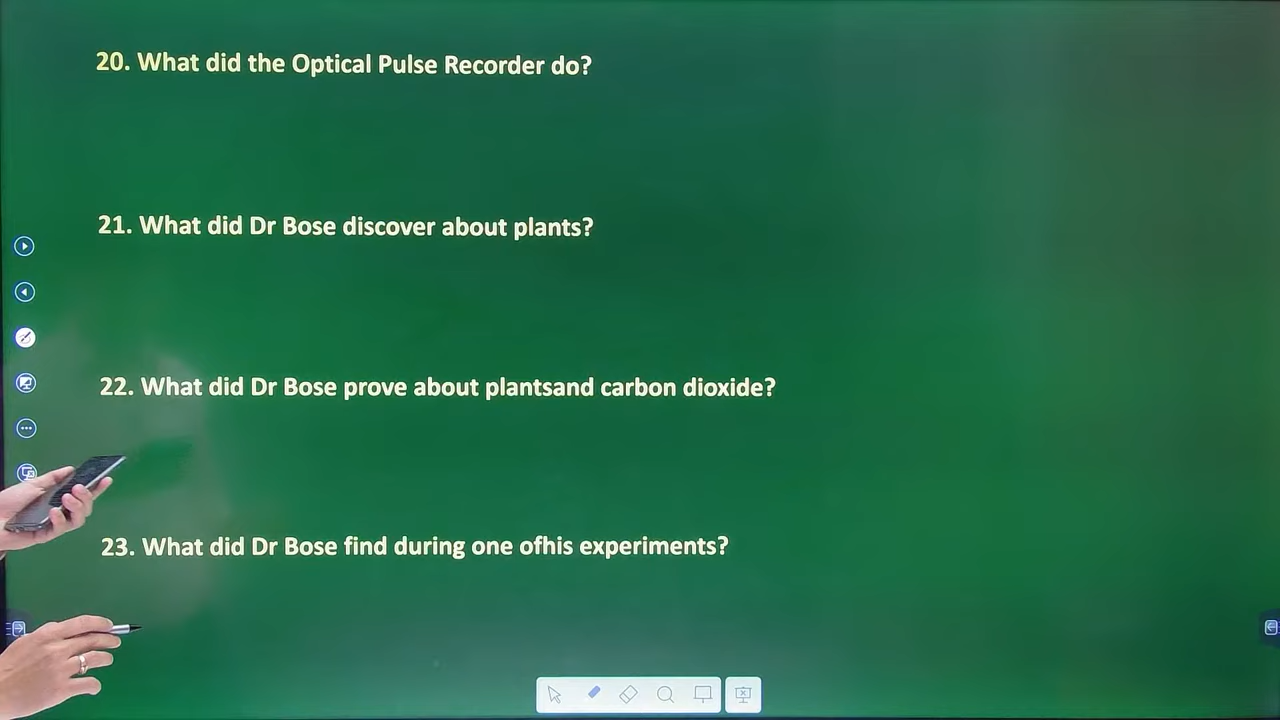 20. What did the Optical Pulse Recorder do?
21. What did Dr Bose discover about plants?
22. What did Dr Bose prove about plantsand carbon dioxide?
23. What did Dr Bose find during one ofhis experiments?